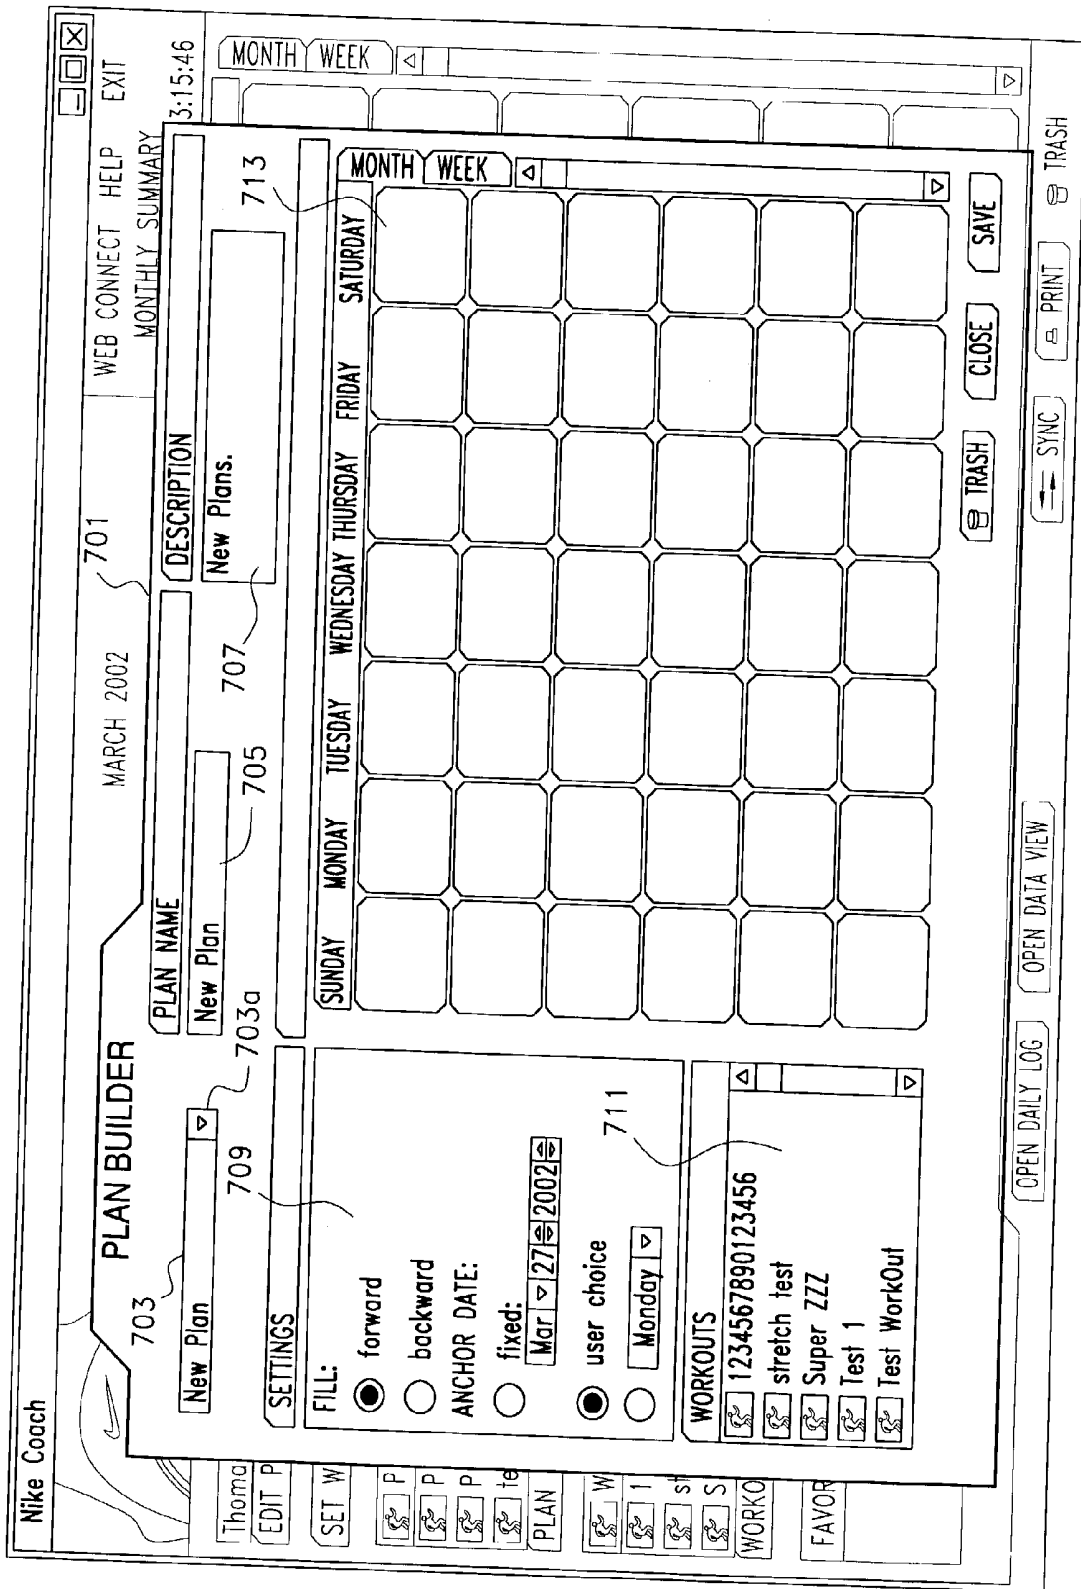 Nike Coach
WEB CONNECT HELP EXIT
MARCH 2002
MONTHLY SUMMARY
3:15:46
701
Thoma
EDIT P
SET W
P
P
P
te
PLAN
W
1
st
S
WORKO
FAVOR
MONTH
WEEK
PLAN BUILDER
703
New Plan
703a
PLAN NAME
New Plan
705
DESCRIPTION
New Plans.
707
713
SETTINGS
709
FILL:
forward
backward
ANCHOR DATE:
fixed:
Mar 27 2002
user choice
Monday
WORKOUTS
711
1234567890123456
stretch test
Super ZZZ
Test 1
Test WorkOut
SUNDAY MONDAY TUESDAY WEDNESDAY THURSDAY FRIDAY SATURDAY
MONTH
WEEK
TRASH CLOSE SAVE
OPEN DAILY LOG OPEN DATA VIEW SYNC PRINT TRASH